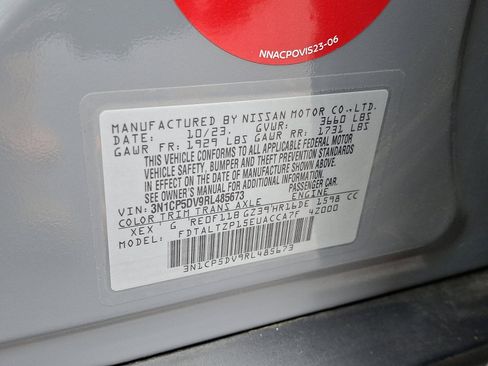 NNACPOVIS23-06
MANUFACTURED BY NISSAN MOTOR CO.,LTD.
DATE: 10/23. GVWR: 3660 LBS
GAWR FR: 1929 LBS GAWR RR: 1731 LBS
THIS VEHICLE CONFORMS TO ALL APPLICABLE FEDERAL MOTOR
VEHICLE SAFETY, BUMPER AND THEFT PREVENTION STANDARDS
IN EFFECT ON THE DATE OF MANUFACTURE SHOWN ABOVE.
SEE OWNER'S MANUAL FOR ADDITIONAL INFORMATION.
VIN: 3N1CP5DV9RL485673 PASSENGER CAR.
COLOR TRIM TRANS AXLE ENGINE
XEX G RE0F11B GZ39 HR16DE 1598 CC
MODEL: FDTALTZP15EUACCA7F 42000
3N1CP5DV9RL485673